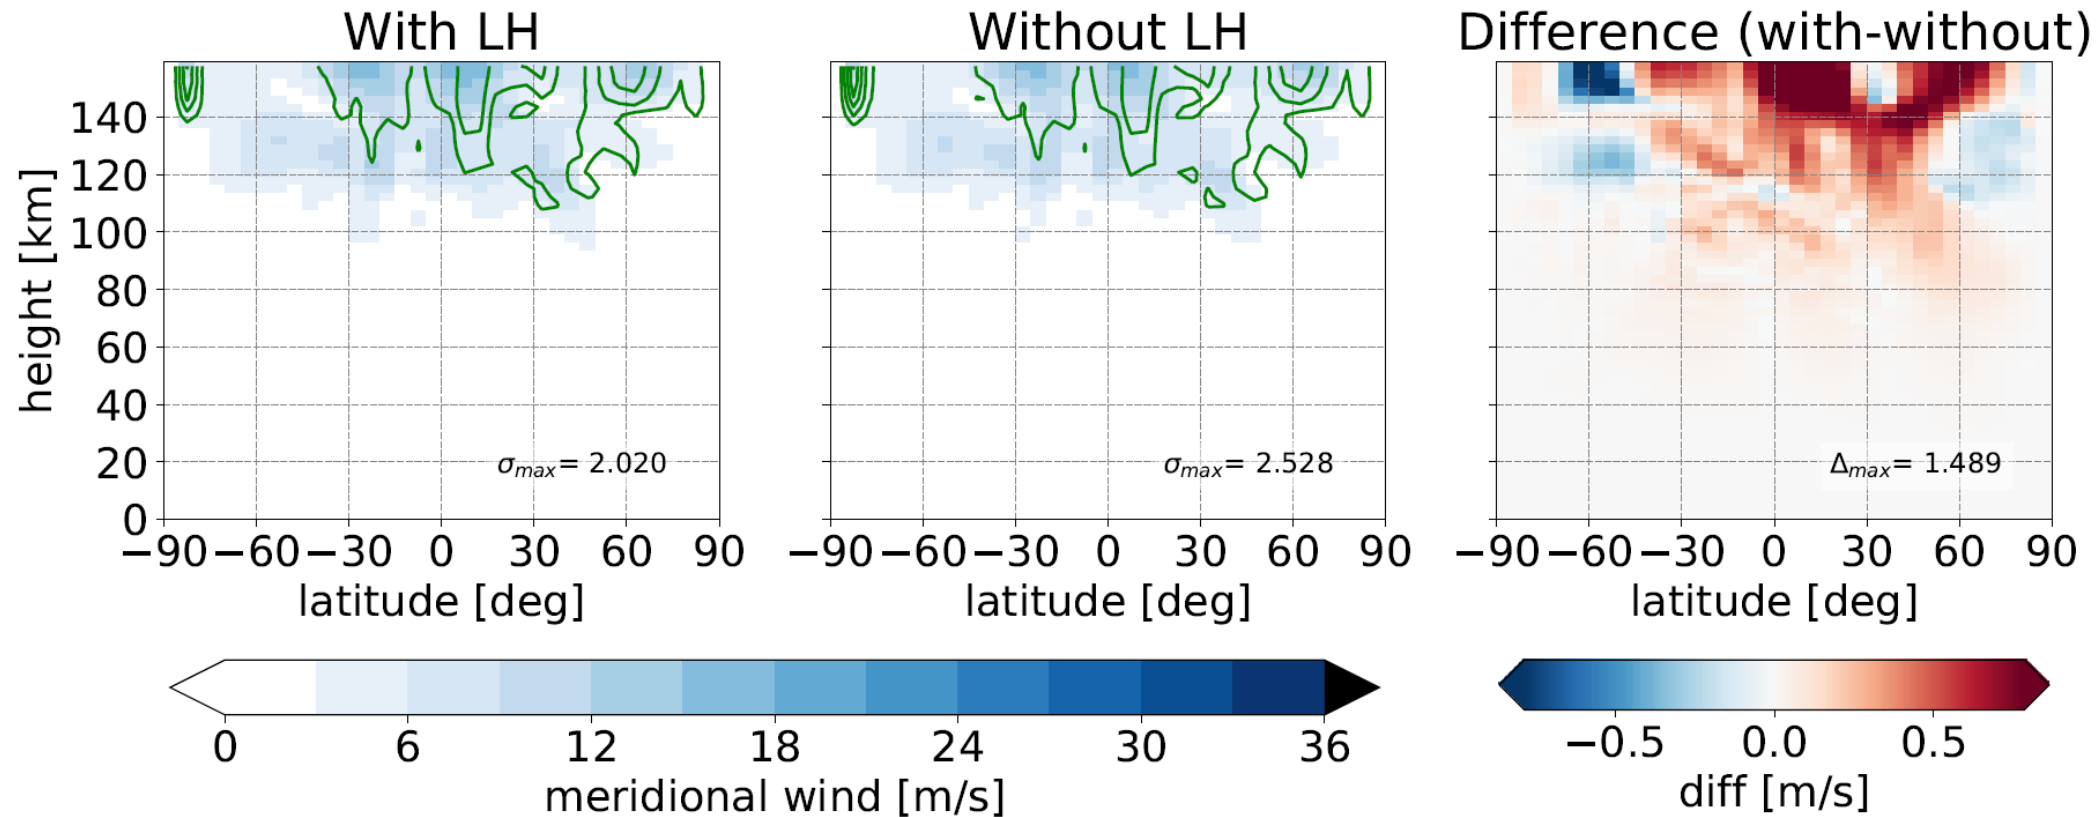 With LH
Without LH
Difference (with-without)
height [km]
140
120
100
80
60
40
20
0
σmax= 2.020
σmax= 2.528
Δmax= 1.489
−90 −60 −30 0 30 60 90
−90 −60 −30 0 30 60 90
−90 −60 −30 0 30 60 90
latitude [deg]
latitude [deg]
latitude [deg]
0 6 12 18 24 30 36
meridional wind [m/s]
−0.5 0.0 0.5
diff [m/s]